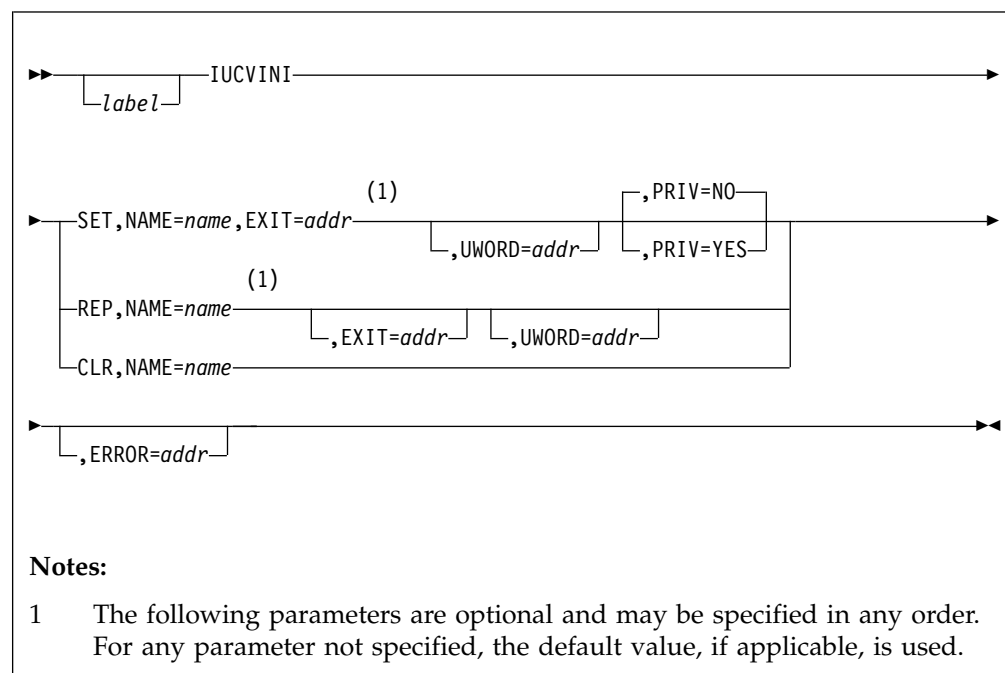 IUCVINI
label
(1)
,PRIV=NO
SET,NAME=name,EXIT=addr
,UWORD=addr
,PRIV=YES
(1)
REP,NAME=name
,EXIT=addr
,UWORD=addr
CLR,NAME=name
,ERROR=addr
Notes:
1 The following parameters are optional and may be specified in any order.
For any parameter not specified, the default value, if applicable, is used.